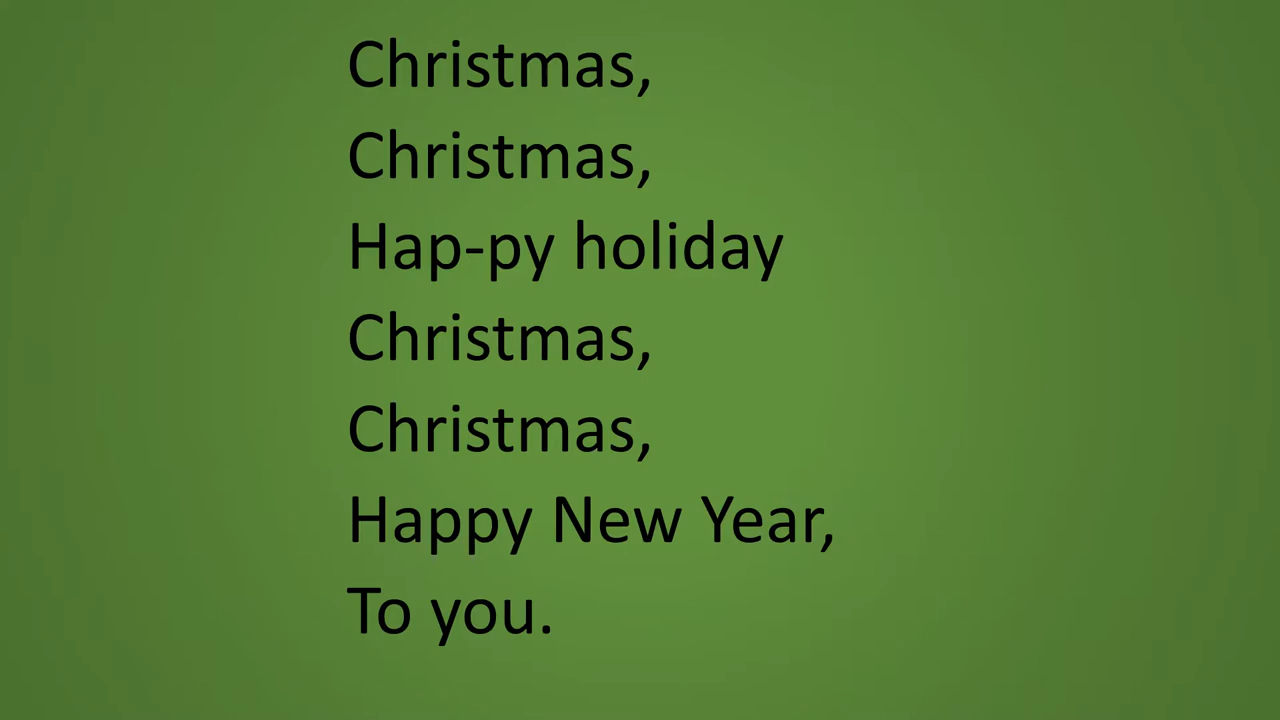 Christmas,
Christmas,
Hap-py holiday
Christmas,
Christmas,
Happy New Year,
To you.